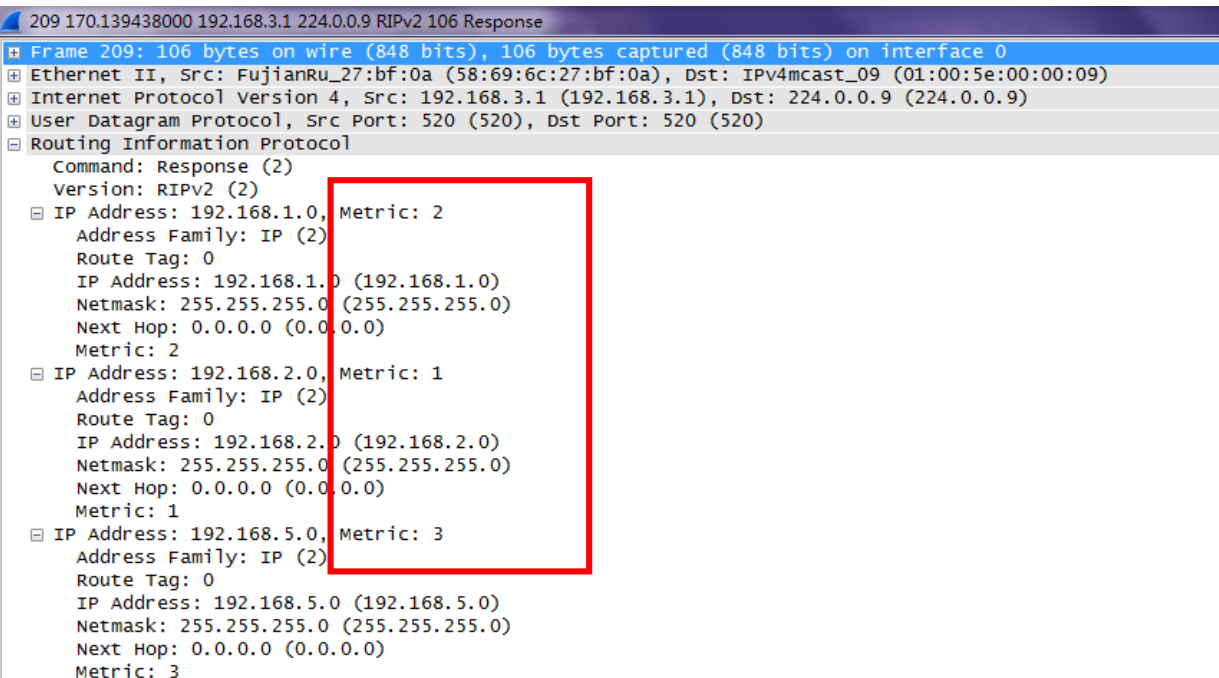 209 170.139438000 192.168.3.1 224.0.0.9 RIPv2 106 Response
Frame 209: 106 bytes on wire (848 bits), 106 bytes captured (848 bits) on interface 0
Ethernet II, Src: FujianRu_27:bf:0a (58:69:6c:27:bf:0a), Dst: IPv4mcast_09 (01:00:5e:00:00:09)
Internet Protocol Version 4, Src: 192.168.3.1 (192.168.3.1), Dst: 224.0.0.9 (224.0.0.9)
User Datagram Protocol, Src Port: 520 (520), Dst Port: 520 (520)
Routing Information Protocol
Command: Response (2)
Version: RIPv2 (2)
IP Address: 192.168.1.0, Metric: 2
Address Family: IP (2)
Route Tag: 0
IP Address: 192.168.1.0 (192.168.1.0)
Netmask: 255.255.255.0 (255.255.255.0)
Next Hop: 0.0.0.0 (0.0.0.0)
Metric: 2
IP Address: 192.168.2.0, Metric: 1
Address Family: IP (2)
Route Tag: 0
IP Address: 192.168.2.0 (192.168.2.0)
Netmask: 255.255.255.0 (255.255.255.0)
Next Hop: 0.0.0.0 (0.0.0.0)
Metric: 1
IP Address: 192.168.5.0, Metric: 3
Address Family: IP (2)
Route Tag: 0
IP Address: 192.168.5.0 (192.168.5.0)
Netmask: 255.255.255.0 (255.255.255.0)
Next Hop: 0.0.0.0 (0.0.0.0)
Metric: 3